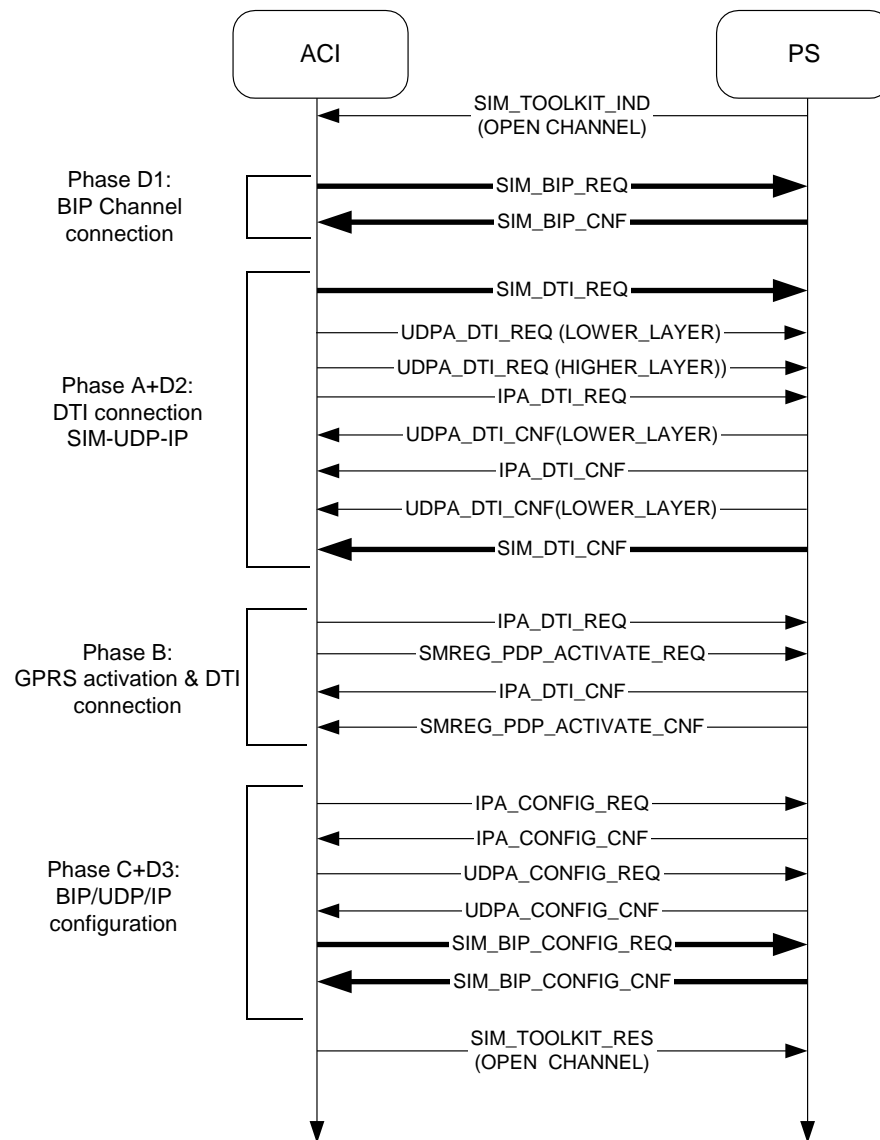 ACI
PS
SIM_TOOLKIT_IND
(OPEN CHANNEL)
Phase D1:
BIP Channel
connection
SIM_BIP_REQ
SIM_BIP_CNF
Phase A+D2:
DTI connection
SIM-UDP-IP
SIM_DTI_REQ
UDPA_DTI_REQ (LOWER_LAYER)
UDPA_DTI_REQ (HIGHER_LAYER))
IPA_DTI_REQ
UDPA_DTI_CNF(LOWER_LAYER)
IPA_DTI_CNF
UDPA_DTI_CNF(LOWER_LAYER)
SIM_DTI_CNF
Phase B:
GPRS activation & DTI
connection
IPA_DTI_REQ
SMREG_PDP_ACTIVATE_REQ
IPA_DTI_CNF
SMREG_PDP_ACTIVATE_CNF
Phase C+D3:
BIP/UDP/IP
configuration
IPA_CONFIG_REQ
IPA_CONFIG_CNF
UDPA_CONFIG_REQ
UDPA_CONFIG_CNF
SIM_BIP_CONFIG_REQ
SIM_BIP_CONFIG_CNF
SIM_TOOLKIT_RES
(OPEN CHANNEL)